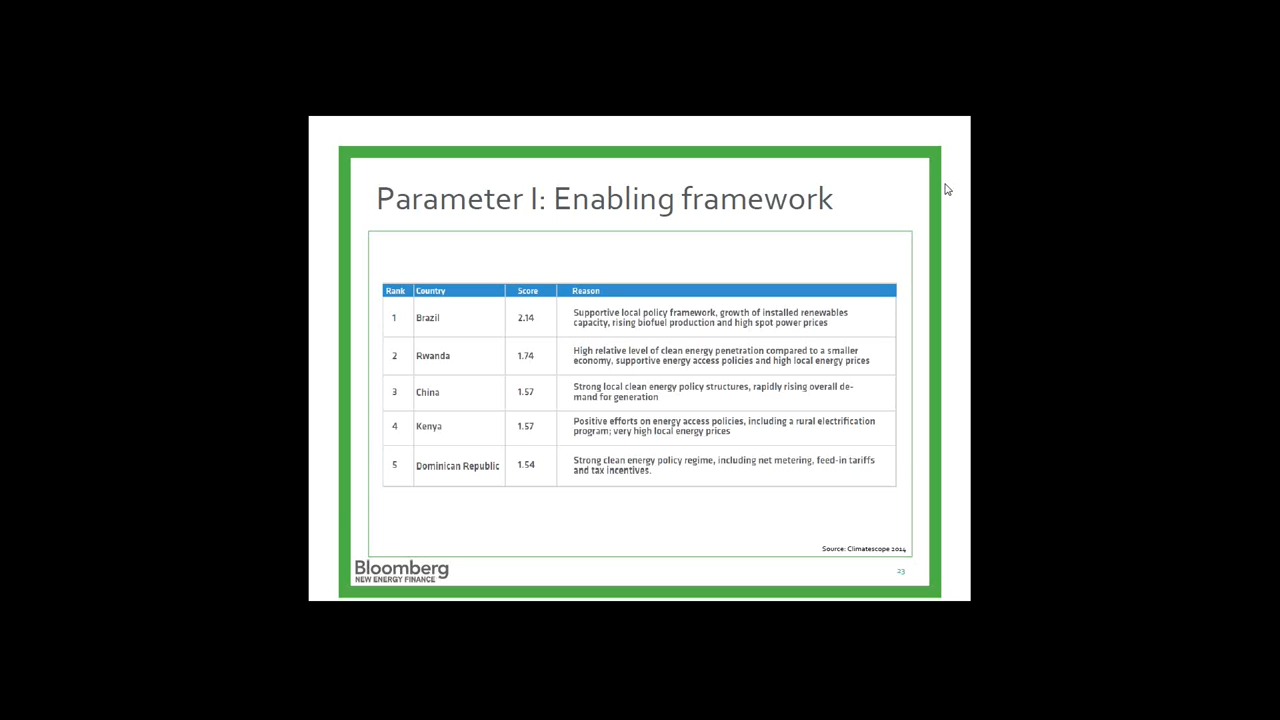 Parameter I: Enabling framework
Rank Country Score Reason
1 Brazil 2.14 Supportive local policy framework, growth of installed renewables
capacity, rising biofuel production and high spot power prices
2 Rwanda 1.74 High relative level of clean energy penetration compared to a smaller
economy, supportive energy access policies and high local energy prices
3 China 1.57 Strong local clean energy policy structures, rapidly rising overall de-
mand for generation
4 Kenya 1.57 Positive efforts on energy access policies, including a rural electrification
program; very high local energy prices
5 Dominican Republic 1.54 Strong clean energy policy regime, including net metering, feed-in tariffs
and tax incentives.
Source: Climatescope 2014
Bloomberg
NEW ENERGY FINANCE
23